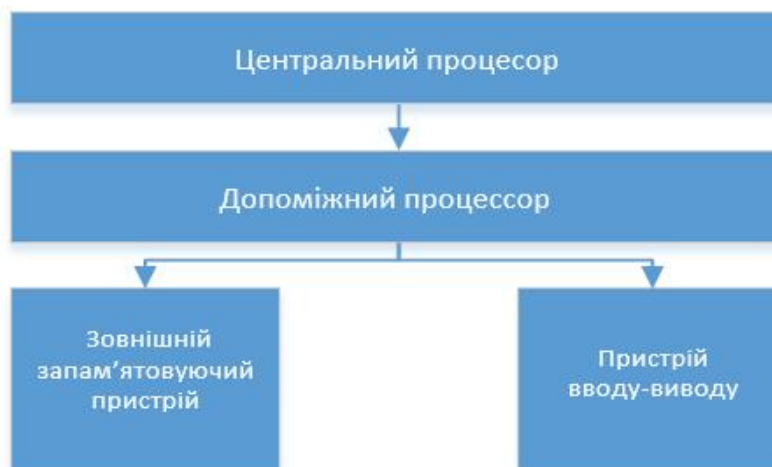 Центральний процесор
Допоміжний процессор
Зовнішній
запам’ятовуючий
пристрій
Пристрій
вводу-виводу